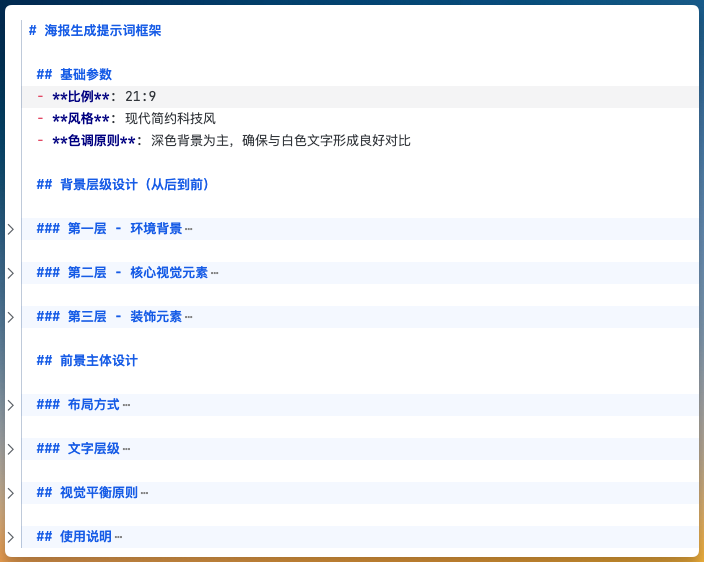 # 海报生成提示词框架
## 基础参数
- **比例**: 21:9
- **风格**: 现代简约科技风
- **色调原则**: 深色背景为主，确保与白色文字形成良好对比
## 背景层级设计（从后到前）
### 第一层 - 环境背景…
### 第二层 - 核心视觉元素…
### 第三层 - 装饰元素…
## 前景主体设计
### 布局方式…
### 文字层级…
## 视觉平衡原则…
## 使用说明…